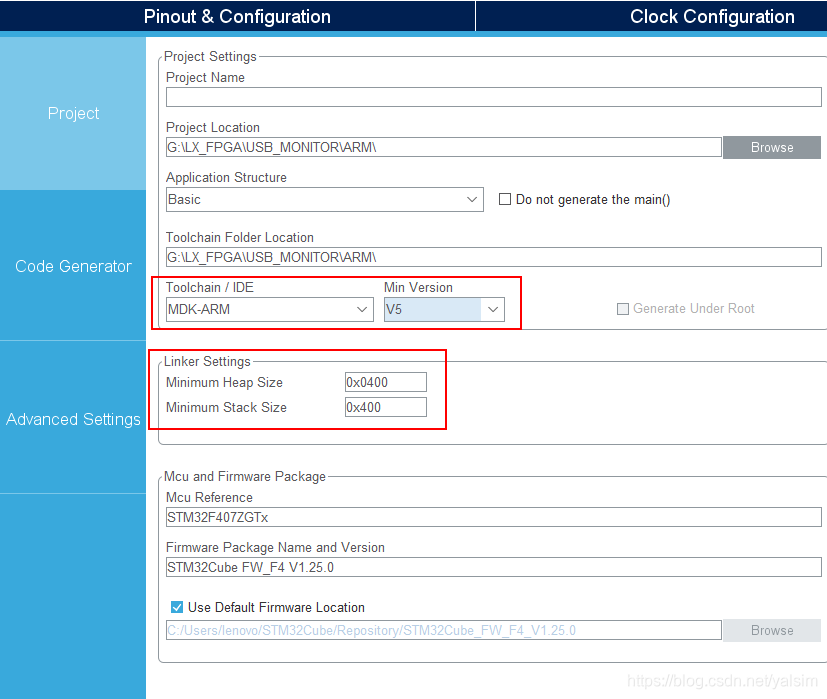 Pinout & Configuration
Clock Configuration
Project
Code Generator
Advanced Settings
Project Settings
Project Name
Project Location
G:\LX_FPGA\USB_MONITOR\ARM\
Browse
Application Structure
Basic
Do not generate the main()
Toolchain Folder Location
G:\LX_FPGA\USB_MONITOR\ARM\
Toolchain / IDE
Min Version
MDK-ARM
V5
Generate Under Root
Linker Settings
Minimum Heap Size
0x0400
Minimum Stack Size
0x400
Mcu and Firmware Package
Mcu Reference
STM32F407ZGTx
Firmware Package Name and Version
STM32Cube FW_F4 V1.25.0
Use Default Firmware Location
C:/Users/lenovo/STM32Cube/Repository/STM32Cube_FW_F4_V1.25.0
Browse
https://blog.csdn.net/yalsim